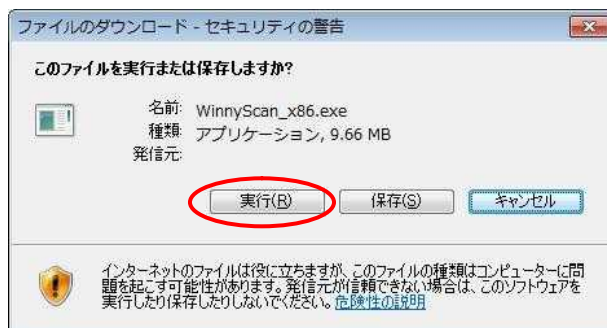 ファイルのダウンロード - セキュリティの警告
このファイルを実行または保存しますか?
名前: WinnyScan_x86.exe
種類: アプリケーション, 9.66 MB
発信元:
実行(R) 保存(S) キャンセル
インターネットのファイルは役に立ちますが、このファイルの種類はコンピューターに問
題を起こす可能性があります。発信元が信頼できない場合は、このソフトウェアを
実行したり保存したりしないでください。危険性の説明